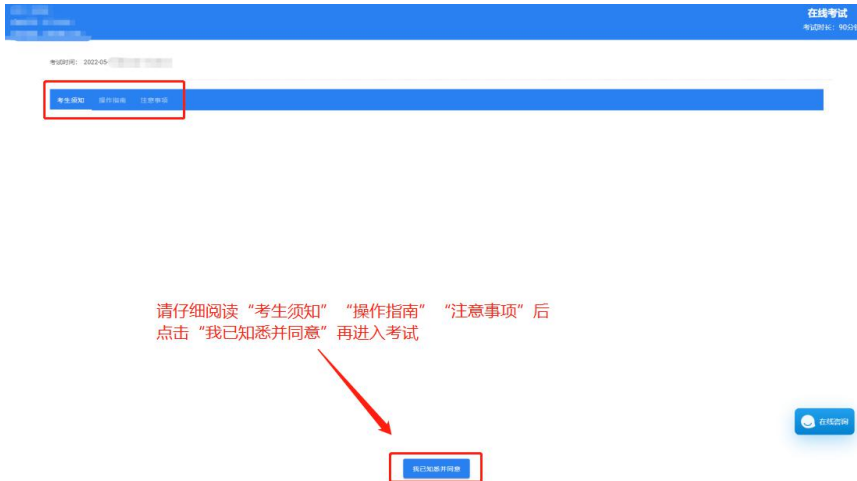 在线考试
考试时长：90分
考试时间： 2022-05-
考生须知 操作指南 注意事项
请仔细阅读“考生须知”“操作指南”“注意事项”后
点击“我已知悉并同意”再进入考试
在线咨询
我已知悉并同意